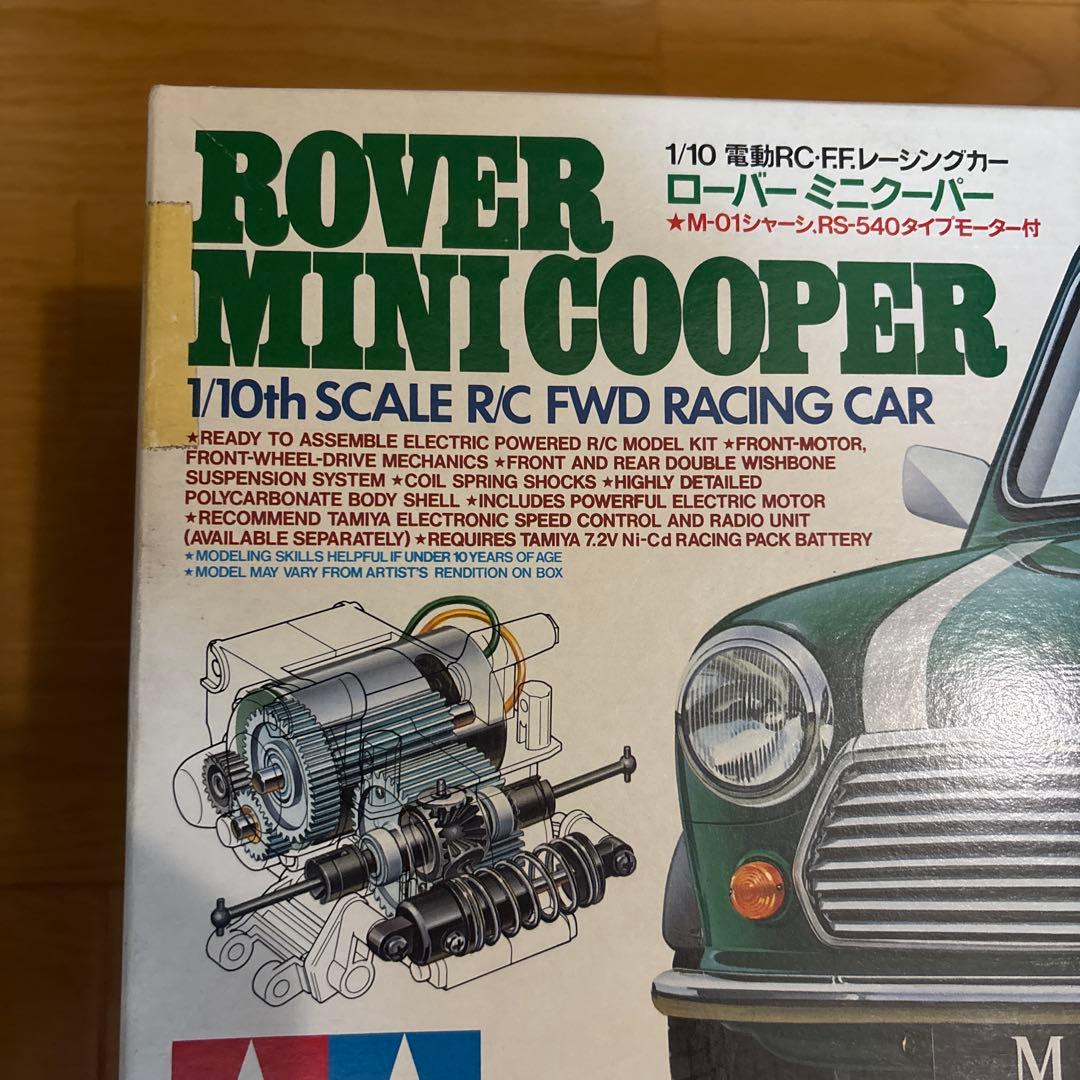 ROVER
MINI COOPER
1/10 電動RC・F.F.レーシングカー
ローバー ミニクーパー
★M-01シャーシ、RS-540タイプモーター付
1/10th SCALE R/C FWD RACING CAR
★READY TO ASSEMBLE ELECTRIC POWERED R/C MODEL KIT ★FRONT-MOTOR,
FRONT-WHEEL-DRIVE MECHANICS ★FRONT AND REAR DOUBLE WISHBONE
SUSPENSION SYSTEM ★COIL SPRING SHOCKS ★HIGHLY DETAILED
POLYCARBONATE BODY SHELL ★INCLUDES POWERFUL ELECTRIC MOTOR
★RECOMMEND TAMIYA ELECTRONIC SPEED CONTROL AND RADIO UNIT
(AVAILABLE SEPARATELY) ★REQUIRES TAMIYA 7.2V Ni-Cd RACING PACK BATTERY
★MODELING SKILLS HELPFUL IF UNDER 10 YEARS OF AGE
★MODEL MAY VARY FROM ARTIST'S RENDITION ON BOX
M